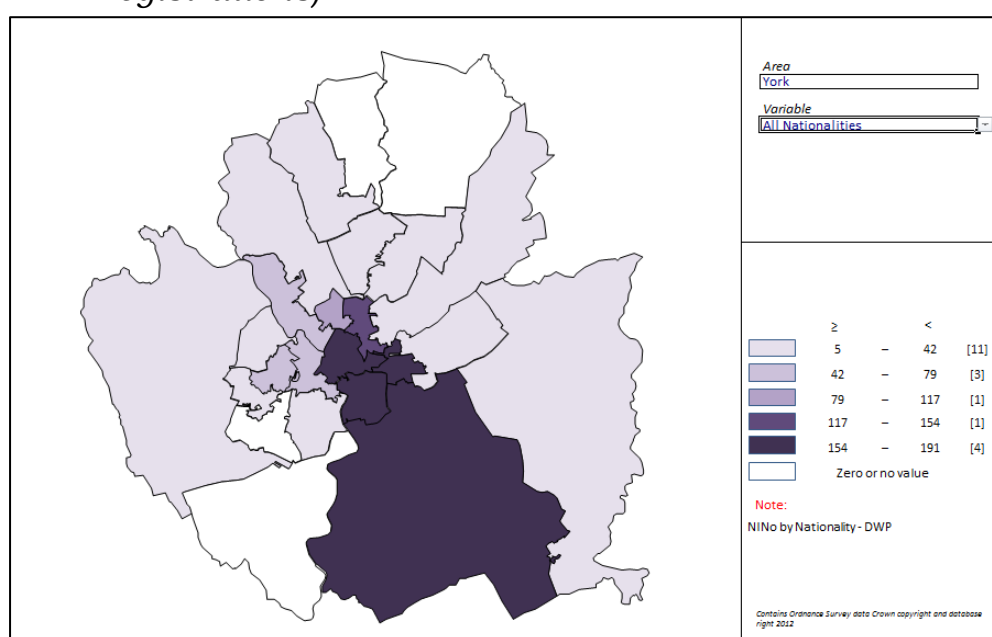 Area
York
Variable
All Nationalities
≥ <
5 – 42 [11]
42 – 79 [3]
79 – 117 [1]
117 – 154 [1]
154 – 191 [4]
Zero or no value
Note:
NINo by Nationality - DWP
Contains Ordnance Survey data Crown copyright and database
right 2012